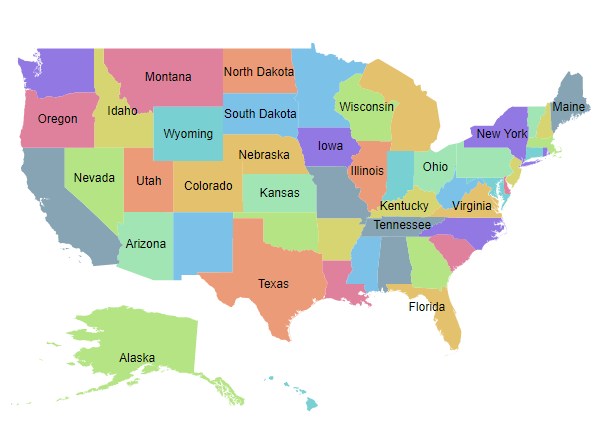 Montana
North Dakota
Maine
Idaho
Wisconsin
Oregon
South Dakota
Wyoming
New York
Iowa
Nebraska
Ohio
Illinois
Nevada
Utah
Colorado
Kansas
Kentucky
Virginia
Tennessee
Arizona
Texas
Florida
Alaska